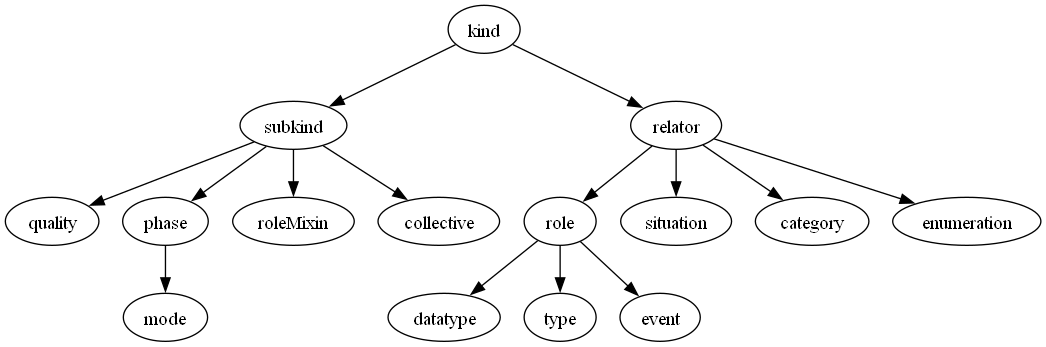 kind
subkind
relator
quality
phase
roleMixin
collective
role
situation
category
enumeration
mode
datatype
type
event